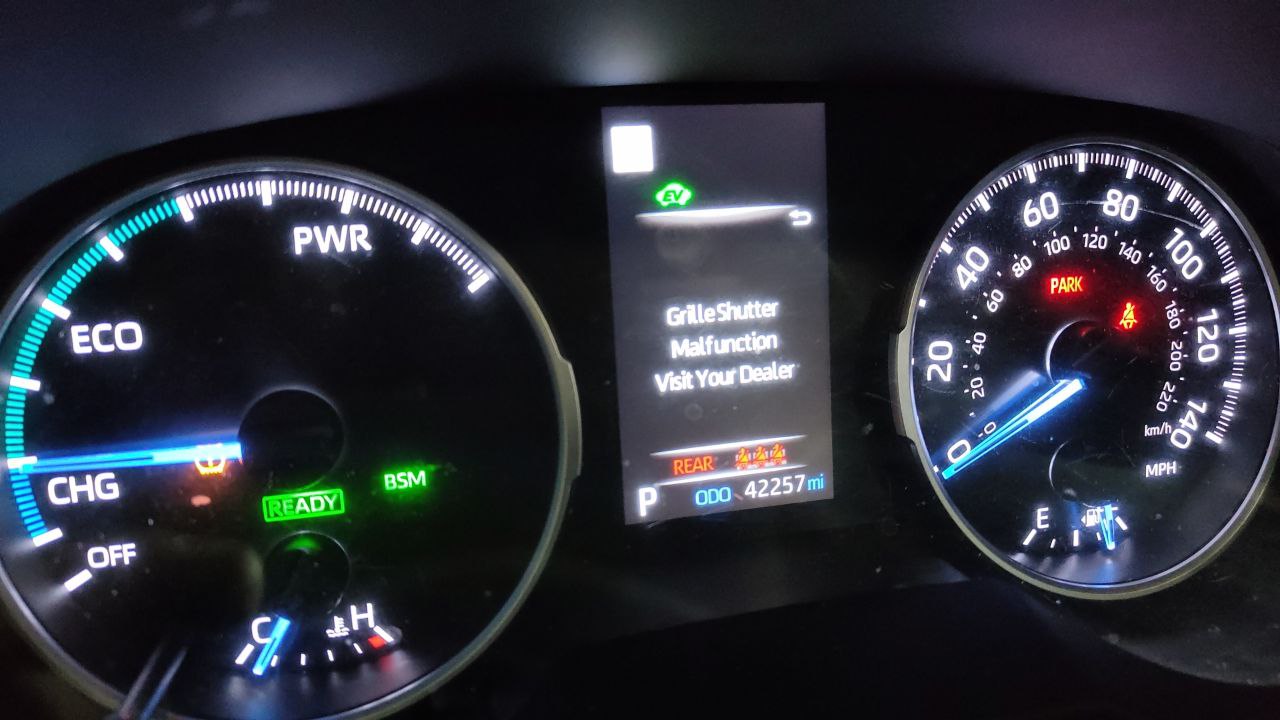 PWR
ECO
CHG
OFF
READY
BSM
C
H
EV
Grille Shutter
Malfunction
Visit Your Dealer
REAR
P
ODO 42257 mi
0
20
40
60
80
100
120
140
MPH
0
20
40
60
80
100
120
140
160
180
200
220
km/h
PARK
E